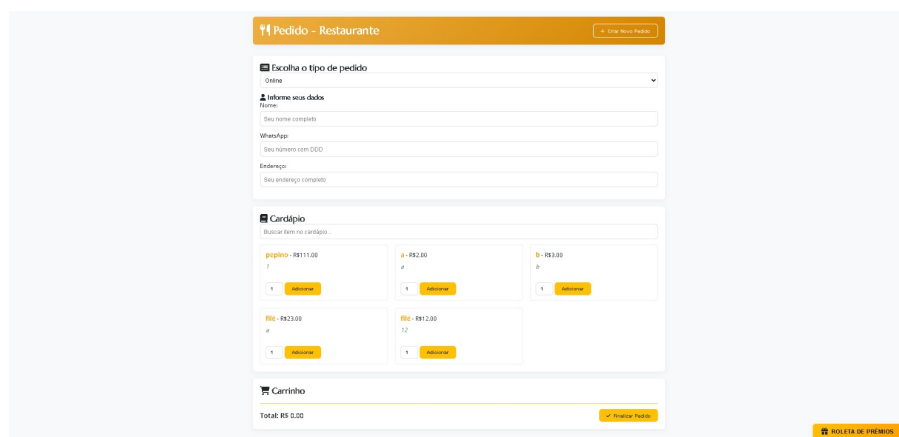 Pedido - Restaurante
+ Criar Novo Pedido
Escolha o tipo de pedido
Online
Informe seus dados
Nome:
Seu nome completo
WhatsApp:
Seu número com DDD
Endereço:
Seu endereço completo
Cardápio
Buscar item no cardápio...
pepino - R$111.00
a - R$2.00
b - R$3.00
1
a
b
1 Adicionar
1 Adicionar
1 Adicionar
filé - R$23.00
filé - R$12.00
a
12
1 Adicionar
1 Adicionar
Carrinho
Total: R$ 0.00
Finalizar Pedido
ROLETA DE PRÊMIOS